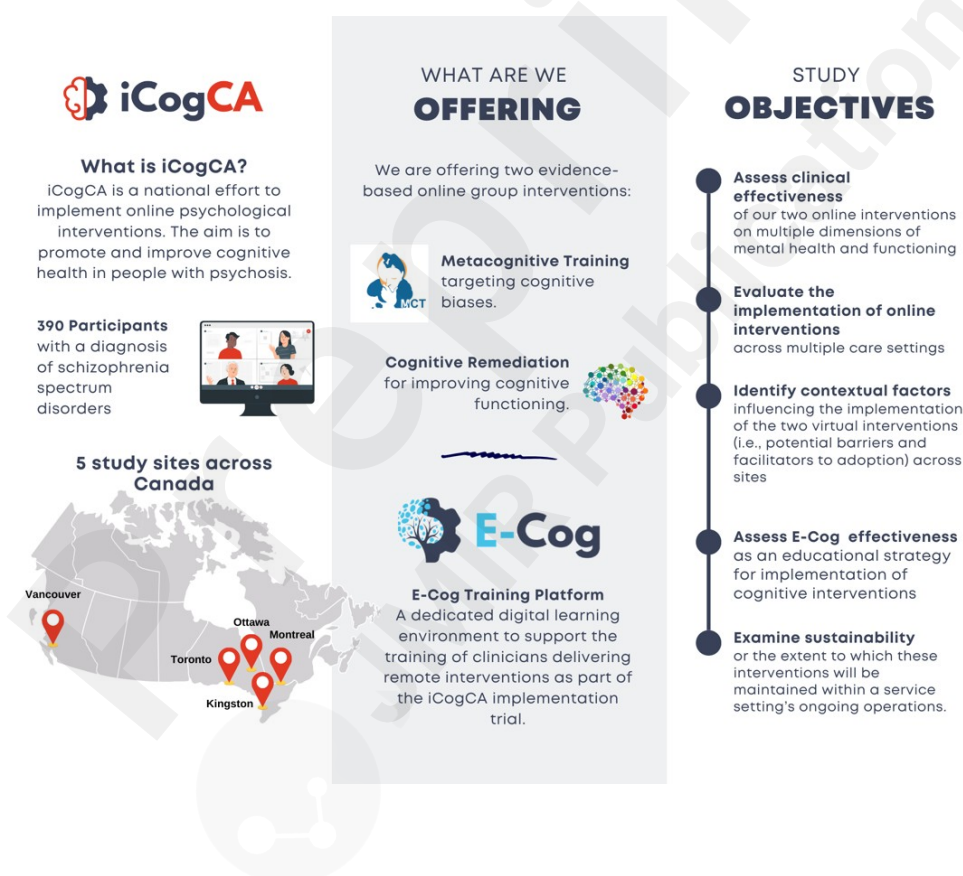 iCogCA
What is iCogCA?
iCogCA is a national effort to
implement online psychological
interventions. The aim is to
promote and improve cognitive
health in people with psychosis.
390 Participants
with a diagnosis
of schizophrenia
spectrum
disorders
5 study sites across
Canada
Vancouver
Ottawa
Montreal
Toronto
Kingston
WHAT ARE WE
OFFERING
We are offering two evidence-
based online group interventions:
MCT
Metacognitive Training
targeting cognitive
biases.
Cognitive Remediation
for improving cognitive
functioning.
E-Cog
E-Cog Training Platform
A dedicated digital learning
environment to support the
training of clinicians delivering
remote interventions as part of
the iCogCA implementation
trial.
STUDY
OBJECTIVES
Assess clinical
effectiveness
of our two online interventions
on multiple dimensions of
mental health and functioning
Evaluate the
implementation of online
interventions
across multiple care settings
Identify contextual factors
influencing the implementation
of the two virtual interventions
(i.e., potential barriers and
facilitators to adoption) across
sites
Assess E-Cog effectiveness
as an educational strategy
for implementation of
cognitive interventions
Examine sustainability
or the extent to which these
interventions will be
maintained within a service
setting's ongoing operations.
Preprint
JMIR Publications